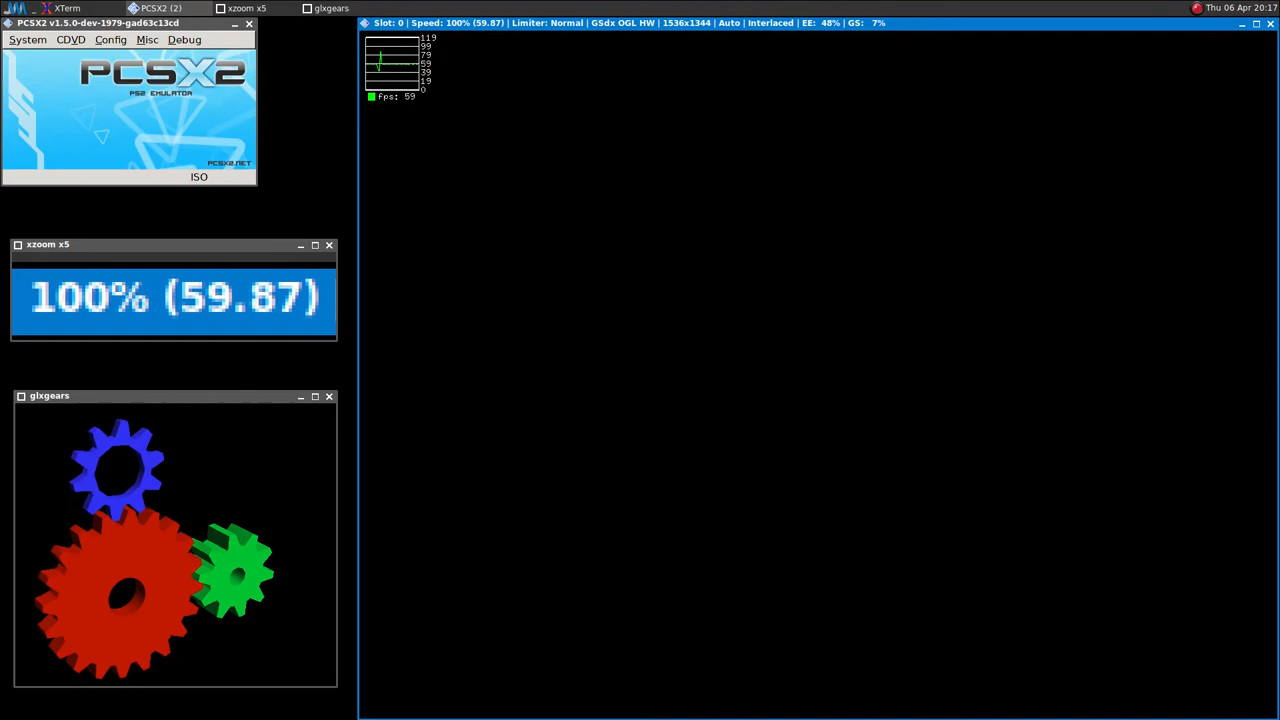 XTerm
PCSX2 (2)
xzoom x5
glxgears
Thu 06 Apr 20:17
PCSX2 v1.5.0-dev-1979-gad63c13cd
System CDVD Config Misc Debug
PCSX2
PS2 EMULATOR
PCSX2.NET
ISO
xzoom x5
100% (59.87)
glxgears
Slot: 0 | Speed: 100% (59.87) | Limiter: Normal | GSdx OGL HW | 1536x1344 | Auto | Interlaced | EE: 48% | GS: 7%
119
99
79
59
39
19
0
fps: 59